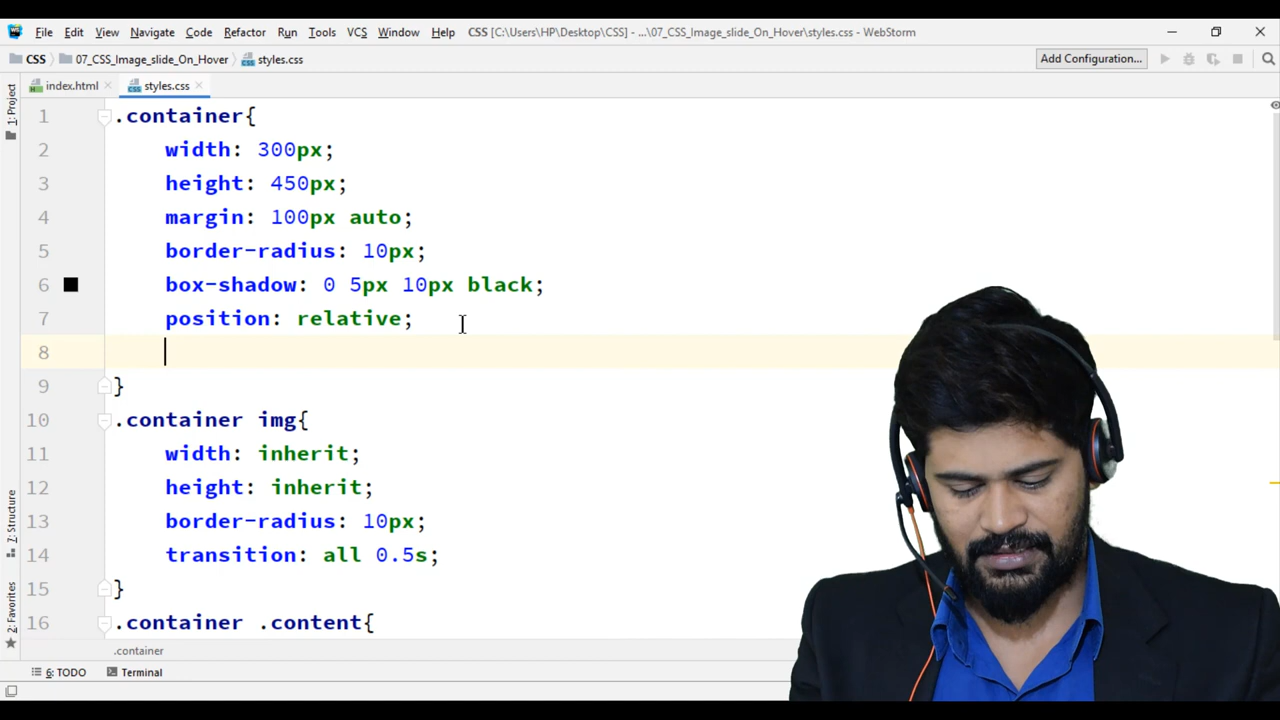 File Edit View Navigate Code Refactor Run Tools VCS Window Help CSS [C:\Users\HP\Desktop\CSS] - ...\07_CSS_Image_slide_On_Hover\styles.css - WebStorm
CSS 07_CSS_Image_slide_On_Hover styles.css Add Configuration...
index.html styles.css
1: Project
1 .container{
2 width: 300px;
3 height: 450px;
4 margin: 100px auto;
5 border-radius: 10px;
6 box-shadow: 0 5px 10px black;
7 position: relative;
8
9 }
10 .container img{
11 width: inherit;
12 height: inherit;
13 border-radius: 10px;
14 transition: all 0.5s;
15 }
16 .container .content{
7: Structure
2: Favorites
.container
6: TODO Terminal